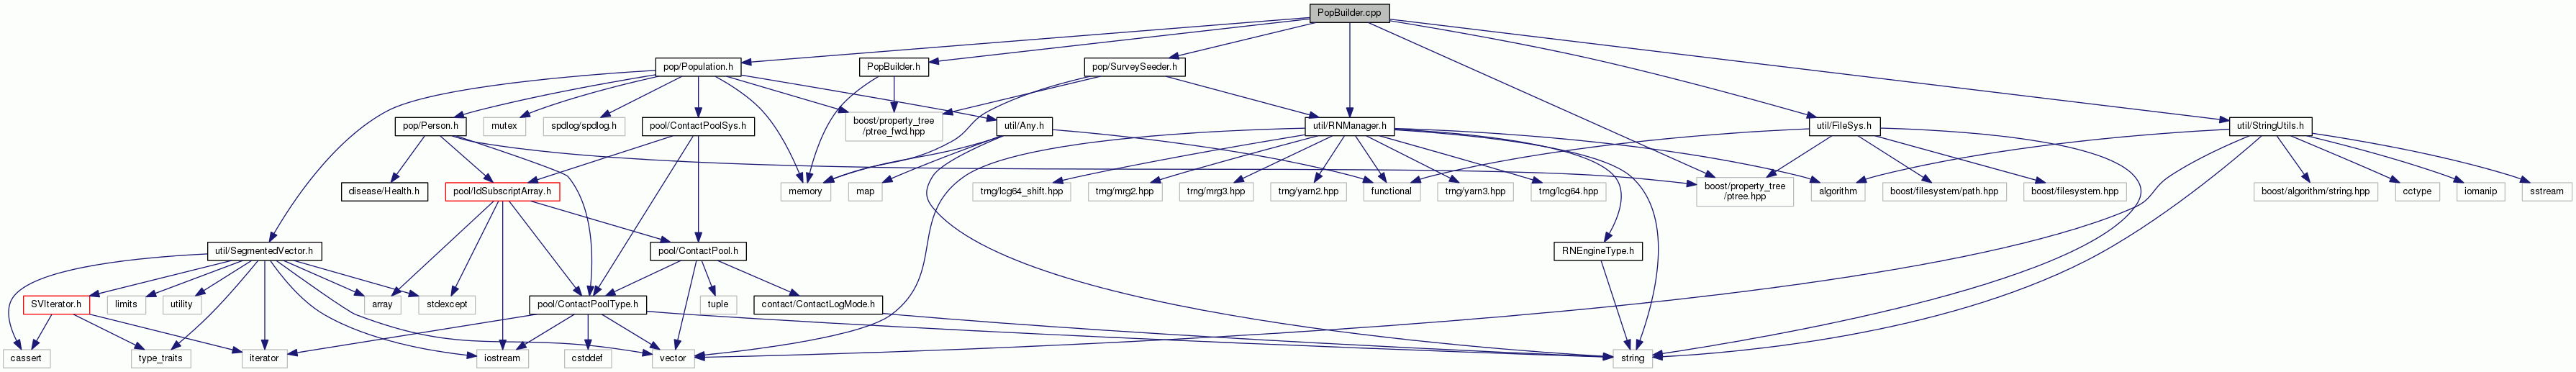 PopBuilder.cpp
pop/Population.h
PopBuilder.h
pop/SurveySeeder.h
pop/Person.h
mutex
spdlog/spdlog.h
pool/ContactPoolSys.h
boost/property_tree
/ptree_fwd.hpp
util/Any.h
util/RNManager.h
util/FileSys.h
util/StringUtils.h
disease/Health.h
pool/IdSubscriptArray.h
memory
map
trng/lcg64_shift.hpp
trng/mrg2.hpp
trng/mrg3.hpp
trng/yarn2.hpp
functional
trng/yarn3.hpp
trng/lcg64.hpp
boost/property_tree
/ptree.hpp
algorithm
boost/filesystem/path.hpp
boost/filesystem.hpp
boost/algorithm/string.hpp
cctype
iomanip
sstream
util/SegmentedVector.h
pool/ContactPool.h
RNEngineType.h
SVIterator.h
limits
utility
array
stdexcept
pool/ContactPoolType.h
tuple
contact/ContactLogMode.h
cassert
type_traits
iterator
iostream
cstddef
vector
string